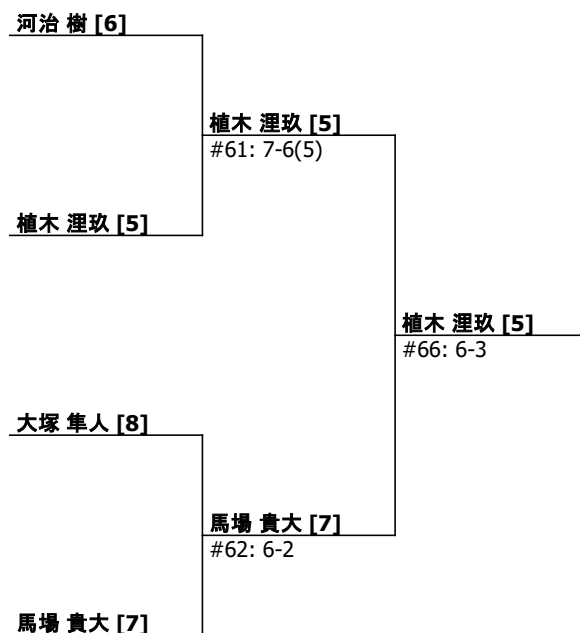 河治 樹 [6]
植木 浬玖 [5]
#61: 7-6(5)
植木 浬玖 [5]
植木 浬玖 [5]
#66: 6-3
大塚 隼人 [8]
馬場 貴大 [7]
#62: 6-2
馬場 貴大 [7]